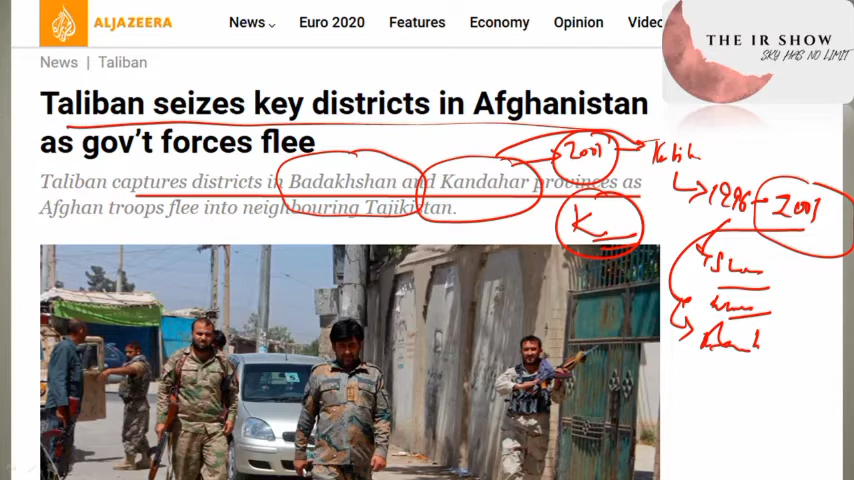 ALJAZEERA
News Euro 2020 Features Economy Opinion Video
THE IR SHOW
SKY HAS NO LIMIT
News | Taliban
Taliban seizes key districts in Afghanistan
as gov't forces flee
Taliban captures districts in Badakhshan and Kandahar provinces as
Afghan troops flee into neighbouring Tajikistan.
2001
1996 - 2001
K